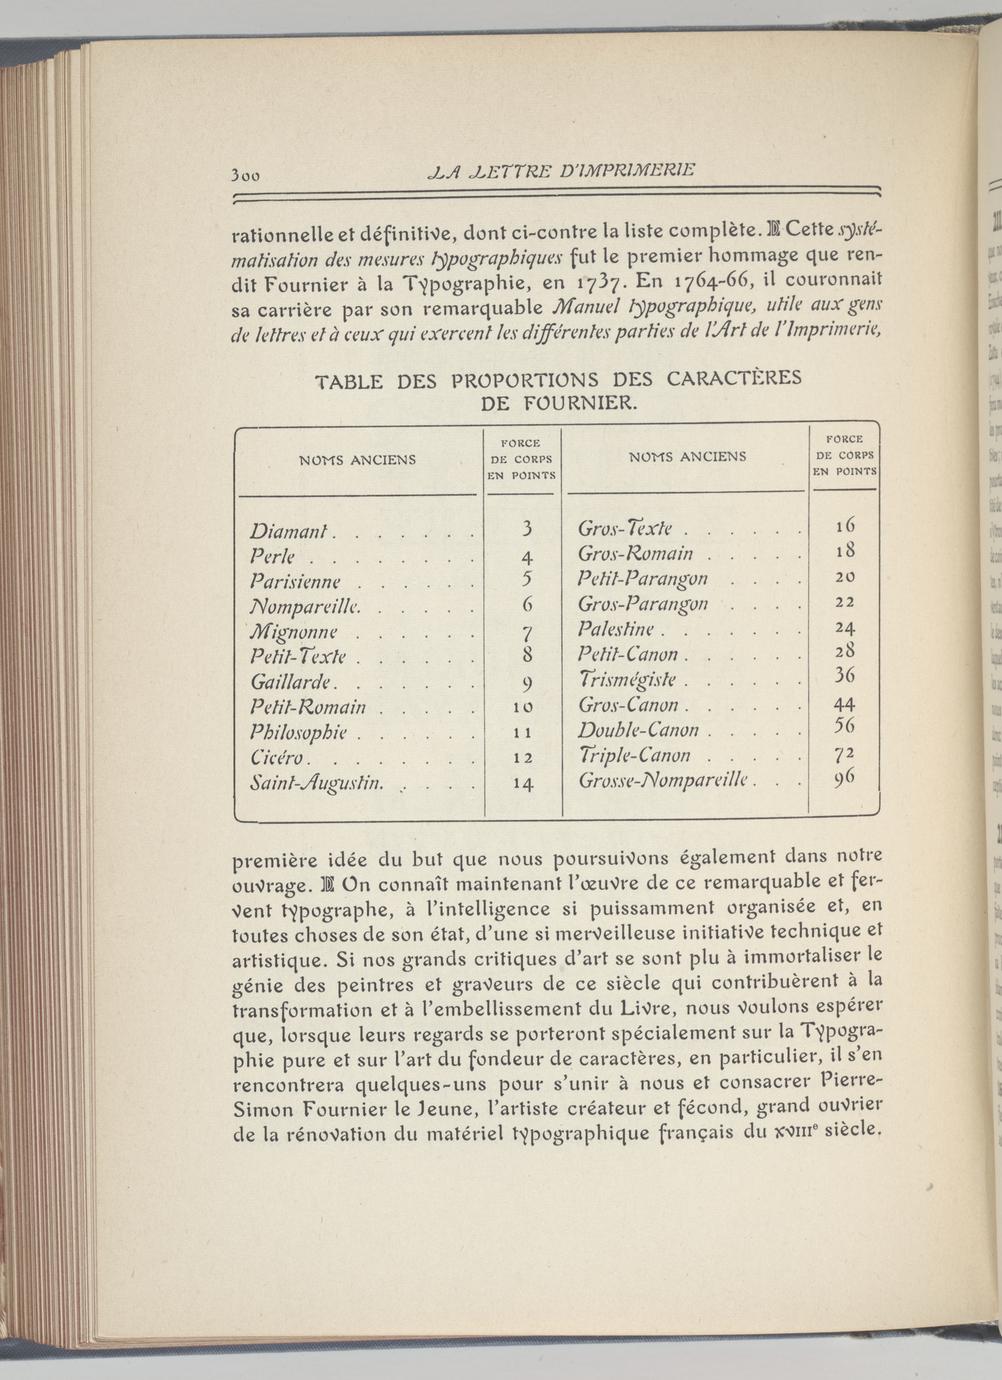 300 LA LETTRE D'IMPRIMERIE
rationnelle et définitive, dont ci-contre la liste complète. Cette systé-
matisation des mesures typographiques fut le premier hommage que ren-
dit Fournier à la Typographie, en 1737. En 1764-66, il couronnait
sa carrière par son remarquable Manuel typographique, utile aux gens
de lettres et à ceux qui exercent les différentes parties de l'Art de l'Imprimerie,
TABLE DES PROPORTIONS DES CARACTÈRES
DE FOURNIER.
NOMS ANCIENS FORCE DE CORPS EN POINTS NOMS ANCIENS FORCE DE CORPS EN POINTS
Diamant . . . . . . . 3 Gros-Texte . . . . . . 16
Perle . . . . . . . . 4 Gros-Romain . . . . . 18
Parisienne . . . . . . 5 Petit-Parangon . . . . 20
Nompareille. . . . . . 6 Gros-Parangon . . . . 22
Mignonne . . . . . . 7 Palestine . . . . . . . 24
Petit-Texte . . . . . . 8 Petit-Canon . . . . . . 28
Gaillarde . . . . . . . 9 Trismégiste . . . . . . 36
Petit-Romain . . . . . 10 Gros-Canon . . . . . . 44
Philosophie . . . . . . 11 Double-Canon . . . . . 56
Cicéro . . . . . . . . 12 Triple-Canon . . . . . 72
Saint-Augustin. . . . . 14 Grosse-Nompareille . . . 96
première idée du but que nous poursuivons également dans notre
ouvrage. On connaît maintenant l'œuvre de ce remarquable et fer-
vent typographe, à l'intelligence si puissamment organisée et, en
toutes choses de son état, d'une si merveilleuse initiative technique et
artistique. Si nos grands critiques d'art se sont plu à immortaliser le
génie des peintres et graveurs de ce siècle qui contribuèrent à la
transformation et à l'embellissement du Livre, nous voulons espérer
que, lorsque leurs regards se porteront spécialement sur la Typogra-
phie pure et sur l'art du fondeur de caractères, en particulier, il s'en
rencontrera quelques-uns pour s'unir à nous et consacrer Pierre-
Simon Fournier le Jeune, l'artiste créateur et fécond, grand ouvrier
de la rénovation du matériel typographique français du XVIIIe siècle.